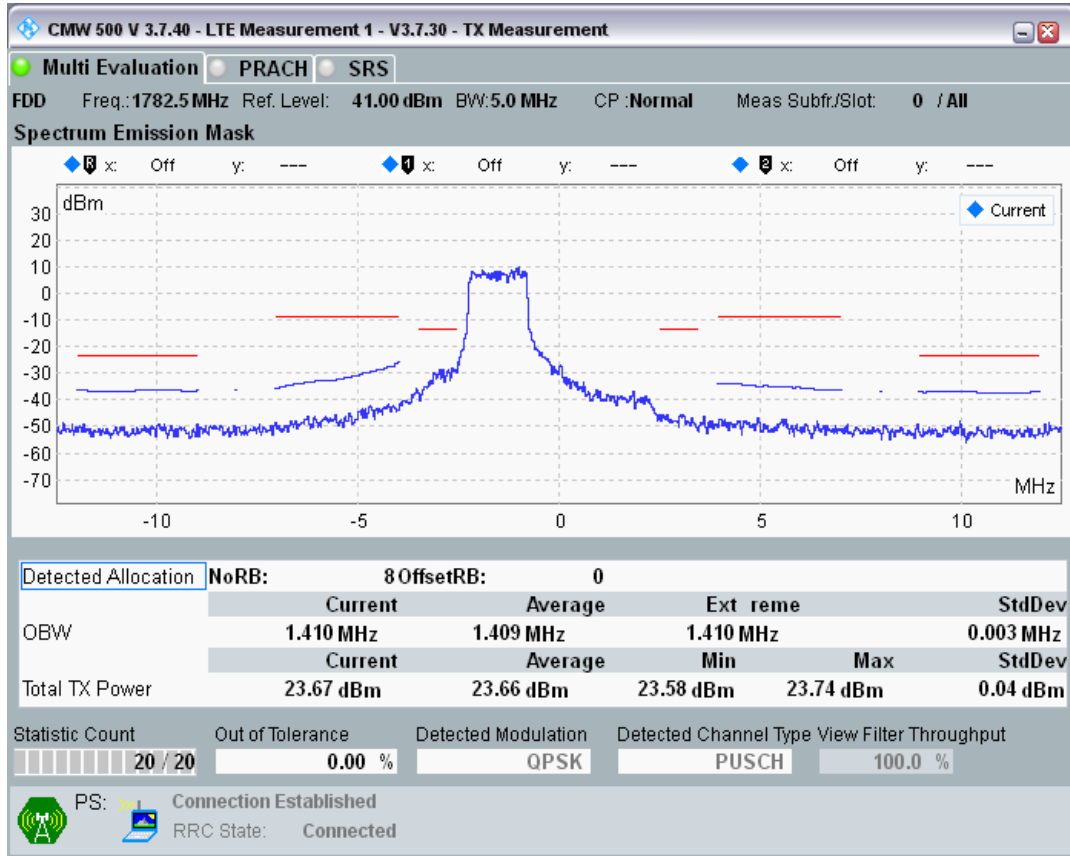 CMW 500 V 3.7.40 - LTE Measurement 1 - V3.7.30 - TX Measurement
Multi Evaluation PRACH SRS
FDD Freq.: 1782.5 MHz Ref. Level: 41.00 dBm BW: 5.0 MHz CP : Normal Meas Subfr./Slot: 0 / All
Spectrum Emission Mask
R x: Off y: --- 1 x: Off y: --- 2 x: Off y: ---
dBm
Current
30
20
10
0
-10
-20
-30
-40
-50
-60
-70
MHz
-10 -5 0 5 10
Detected Allocation NoRB: 8 OffsetRB: 0
Current Average Ext reme StdDev
OBW 1.410 MHz 1.409 MHz 1.410 MHz 0.003 MHz
Current Average Min Max StdDev
Total TX Power 23.67 dBm 23.66 dBm 23.58 dBm 23.74 dBm 0.04 dBm
Statistic Count Out of Tolerance Detected Modulation Detected Channel Type View Filter Throughput
20 / 20 0.00 % QPSK PUSCH 100.0 %
PS: Connection Established
RRC State: Connected